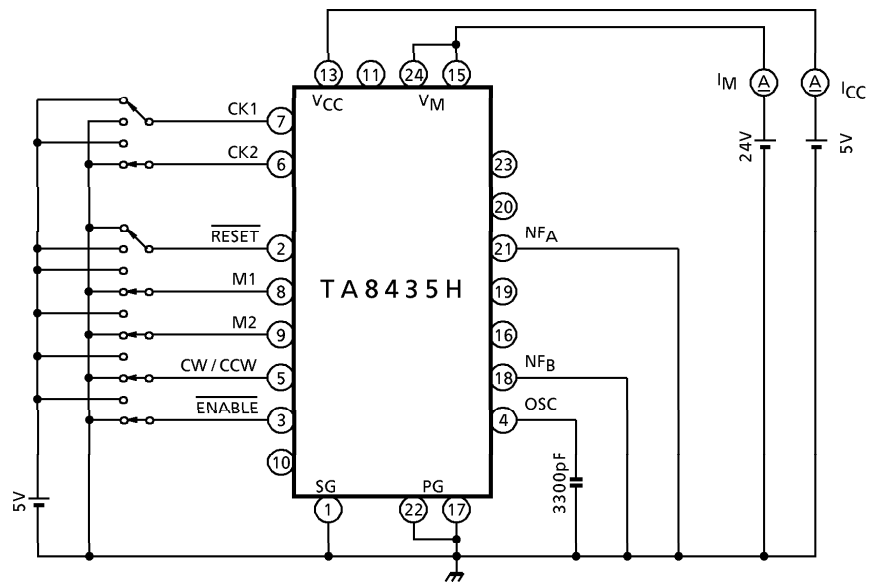 13 11 24 15
VCC VM
IM A A ICC
24V 5V
CK1 7
CK2 6
RESET 2
M1 8
M2 9
CW / CCW 5
ENABLE 3
10
TA8435H
23
20
NFA 21
19
16
NFB 18
OSC 4
3300pF
5V
SG PG
1 22 17